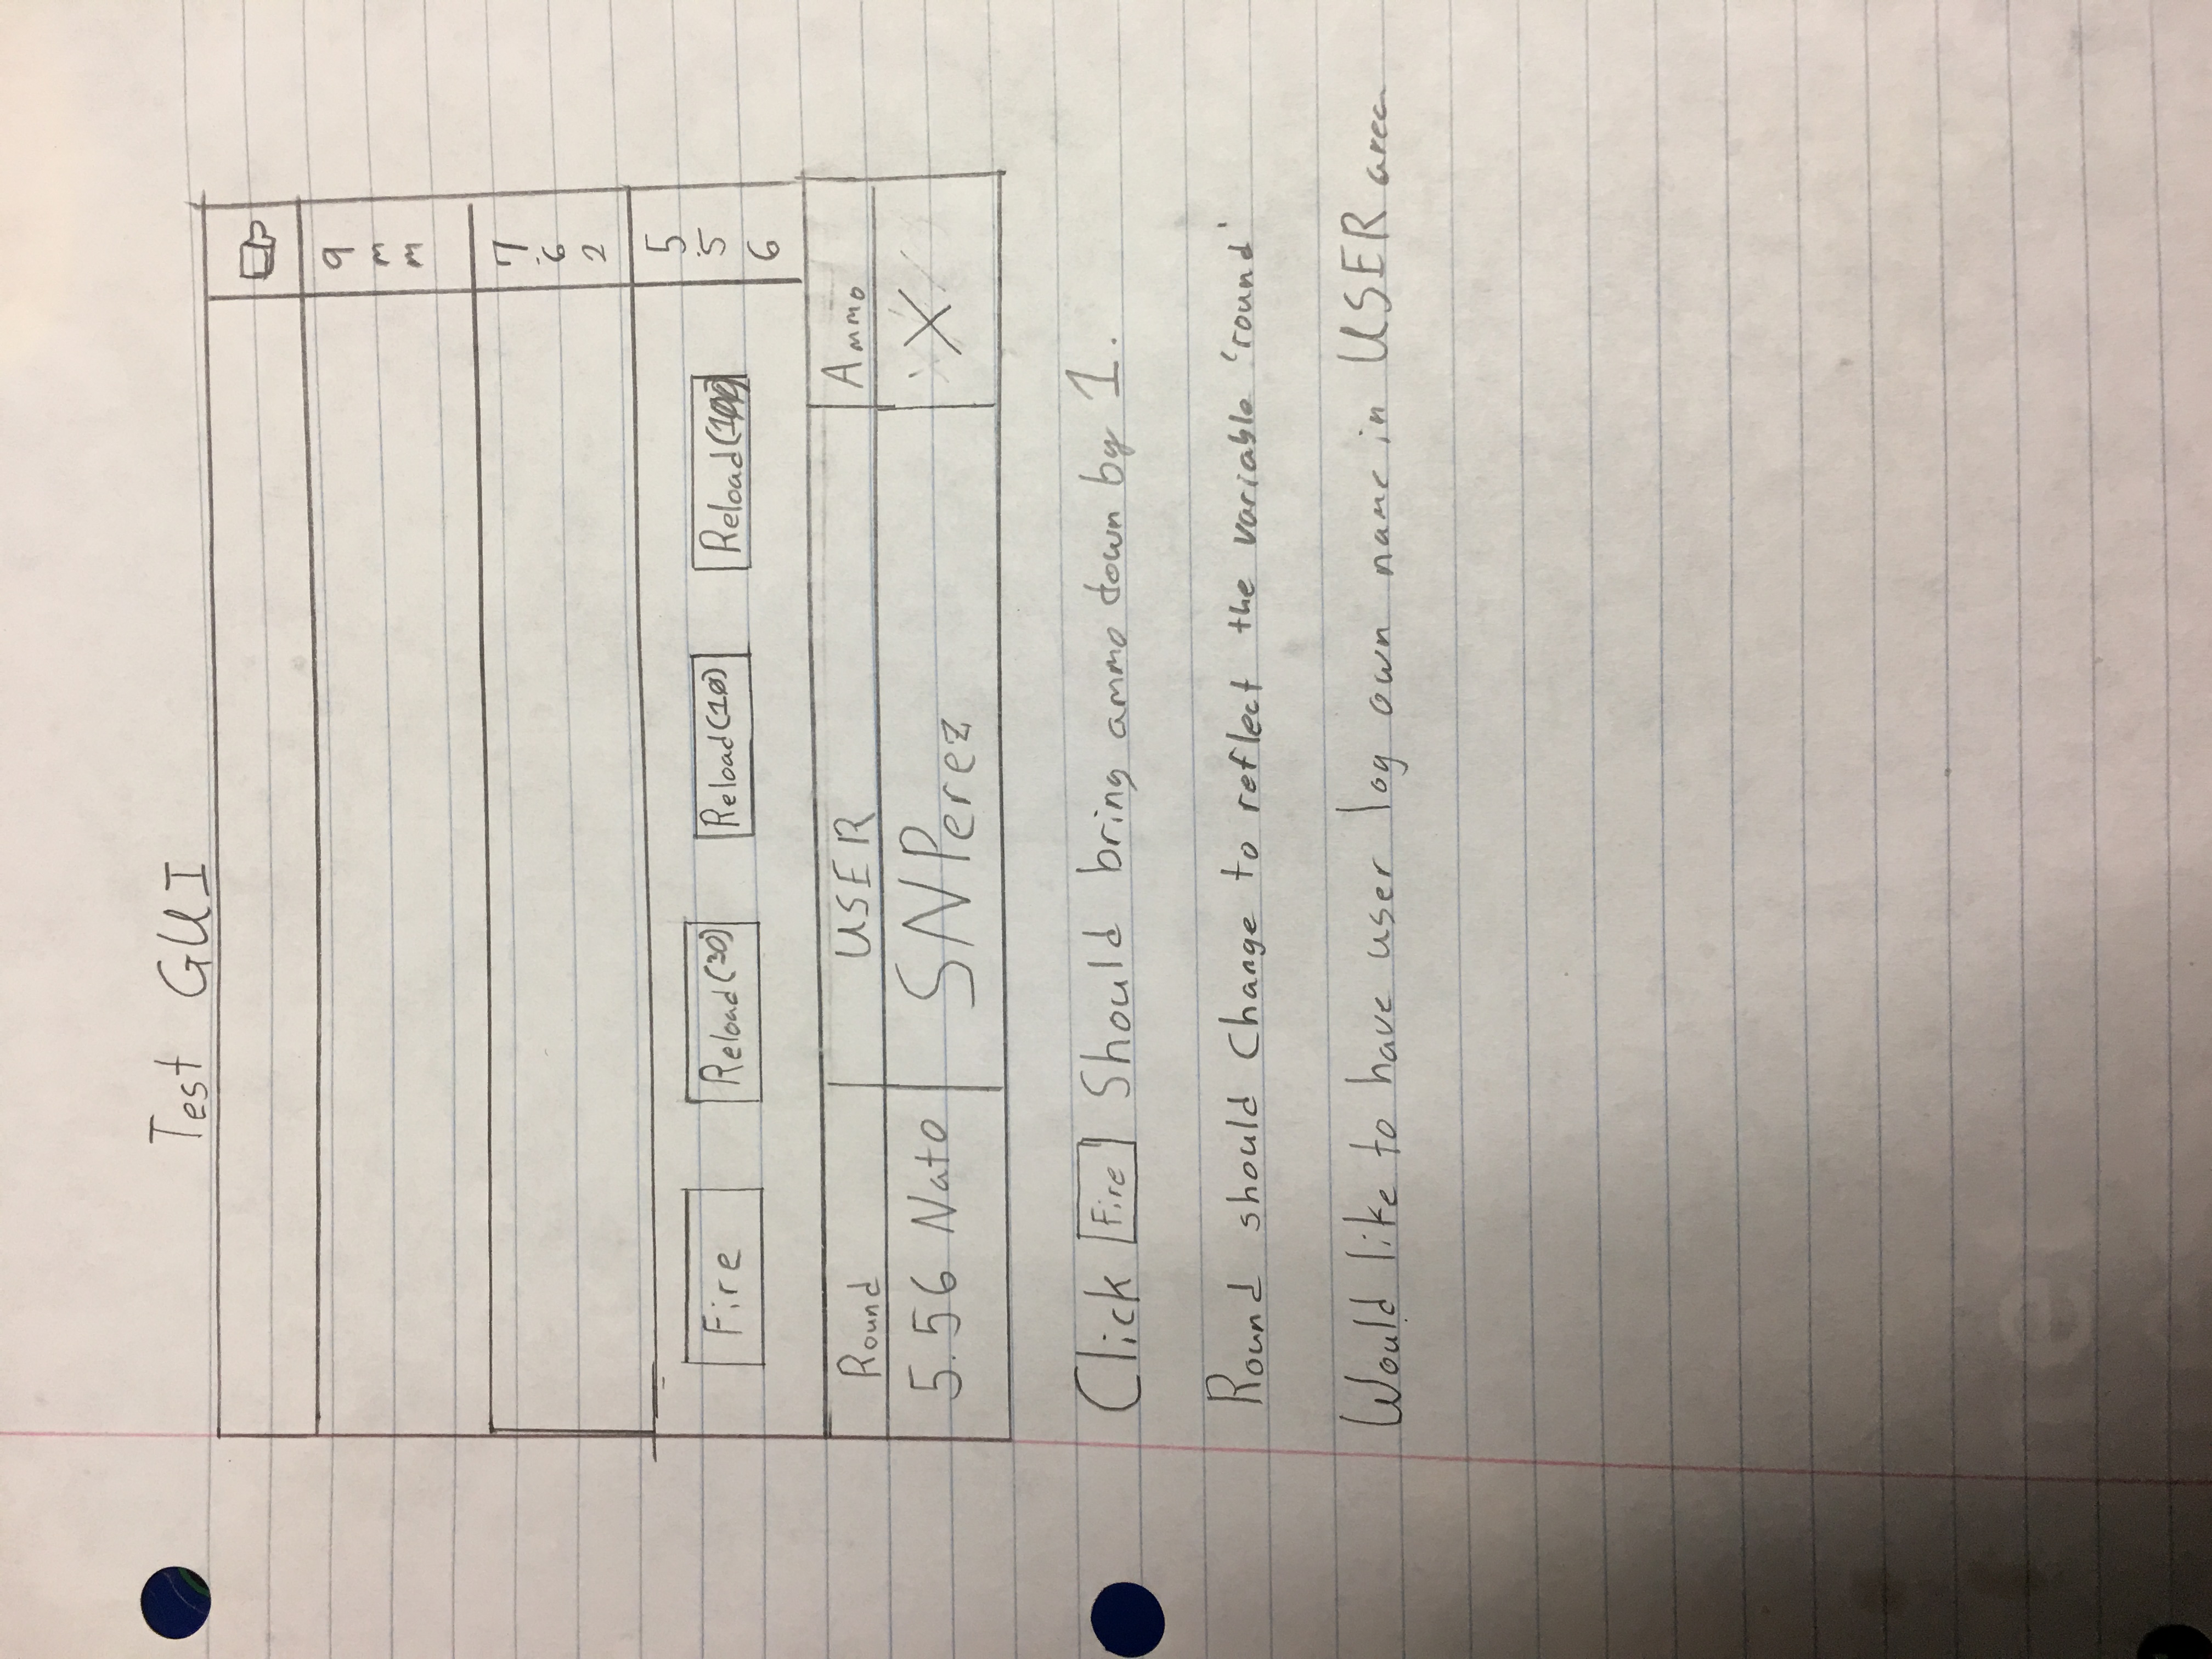 Test GUI
9
m
m
7
.6
2
5
.5
6
Fire Reload(30) Reload(10) Reload(100)
Round USER Ammo
5.56 Nato SNPerez X
Click Fire Should bring ammo down by 1.
Round should Change to reflect the variable 'round'
Would like to have user log own name in USER area